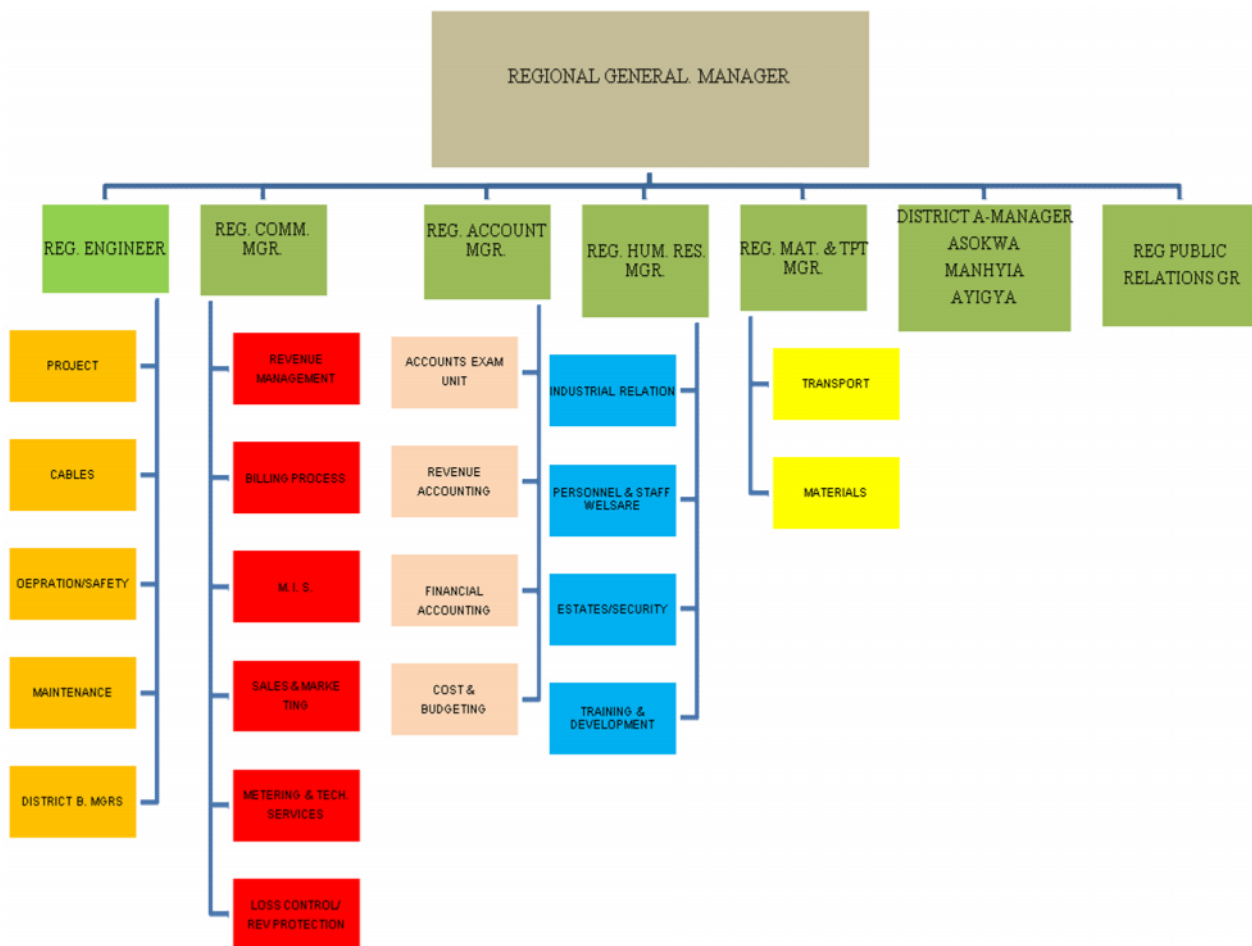 REGIONAL GENERAL. MANAGER
REG. ENGINEER
REG. COMM.
MGR.
REG. ACCOUNT
MGR.
REG. HUM. RES.
MGR.
REG. MAT. & TPT
MGR.
DISTRICT A-MANAGER
ASOKWA
MANHYIA
AYIGYA
REG PUBLIC
RELATIONS GR
PROJECT
CABLES
OEPRATION/SAFETY
MAINTENANCE
DISTRICT B. MGRS
REVENUE
MANAGEMENT
BILLING PROCESS
M. I. S.
SALES & MARKE
TING
METERING & TECH.
SERVICES
LOSS CONTROL/
REV PROTECTION
ACCOUNTS EXAM
UNIT
REVENUE
ACCOUNTING
FINANCIAL
ACCOUNTING
COST &
BUDGETING
INDUSTRIAL RELATION
PERSONNEL & STAFF
WELSARE
ESTATES/SECURITY
TRAINING &
DEVELOPMENT
TRANSPORT
MATERIALS